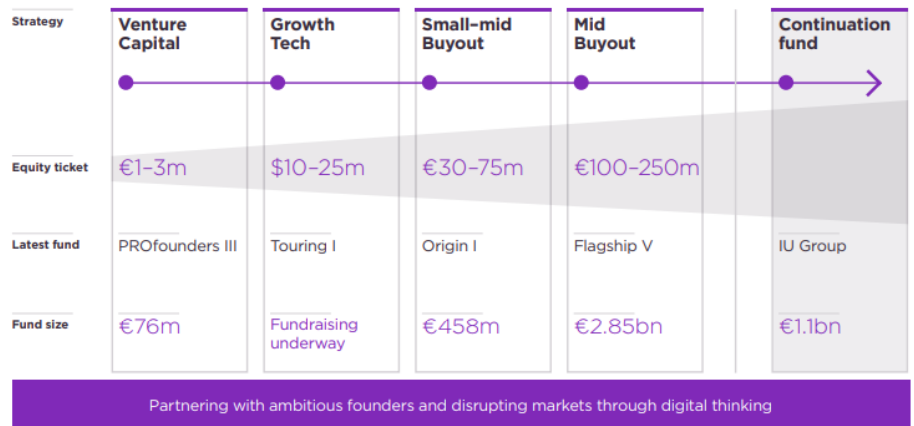 Strategy
Venture
Capital
Growth
Tech
Small–mid
Buyout
Mid
Buyout
Continuation
fund
Equity ticket
€1–3m
$10–25m
€30–75m
€100–250m
Latest fund
PROfounders III
Touring I
Origin I
Flagship V
IU Group
Fund size
€76m
Fundraising
underway
€458m
€2.85bn
€1.1bn
Partnering with ambitious founders and disrupting markets through digital thinking